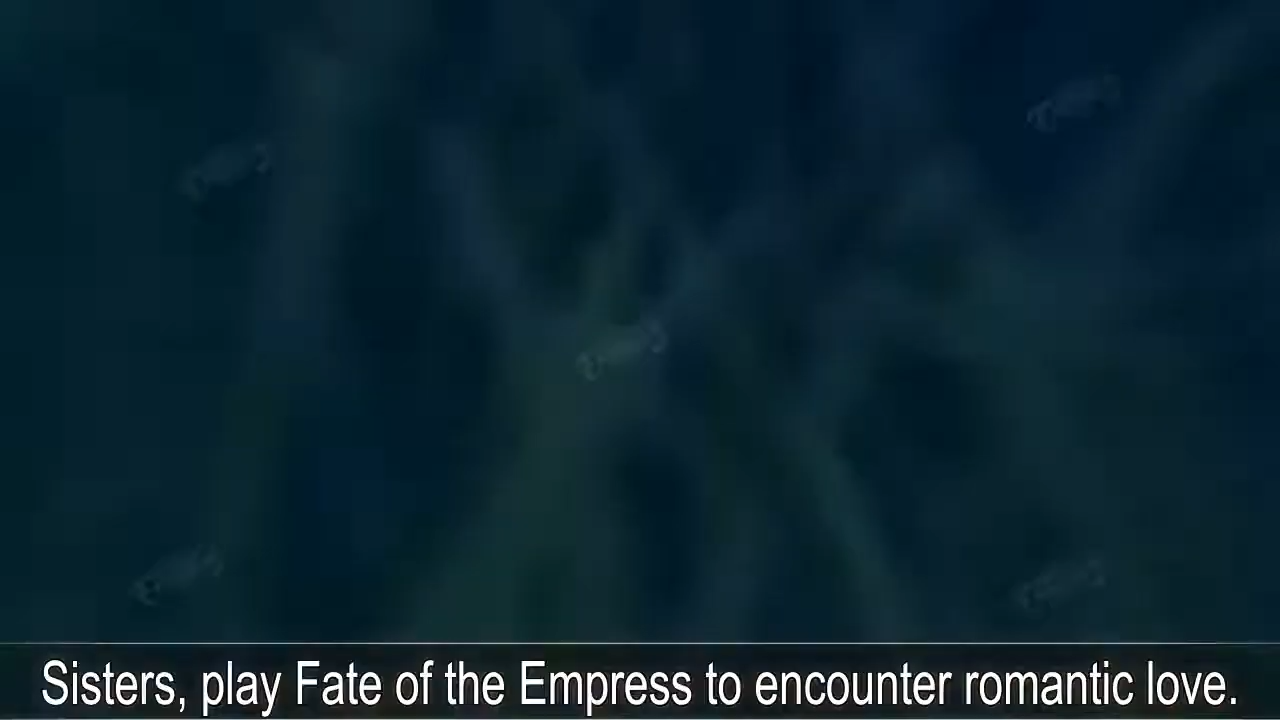 Sisters, play Fate of the Empress to encounter romantic love.